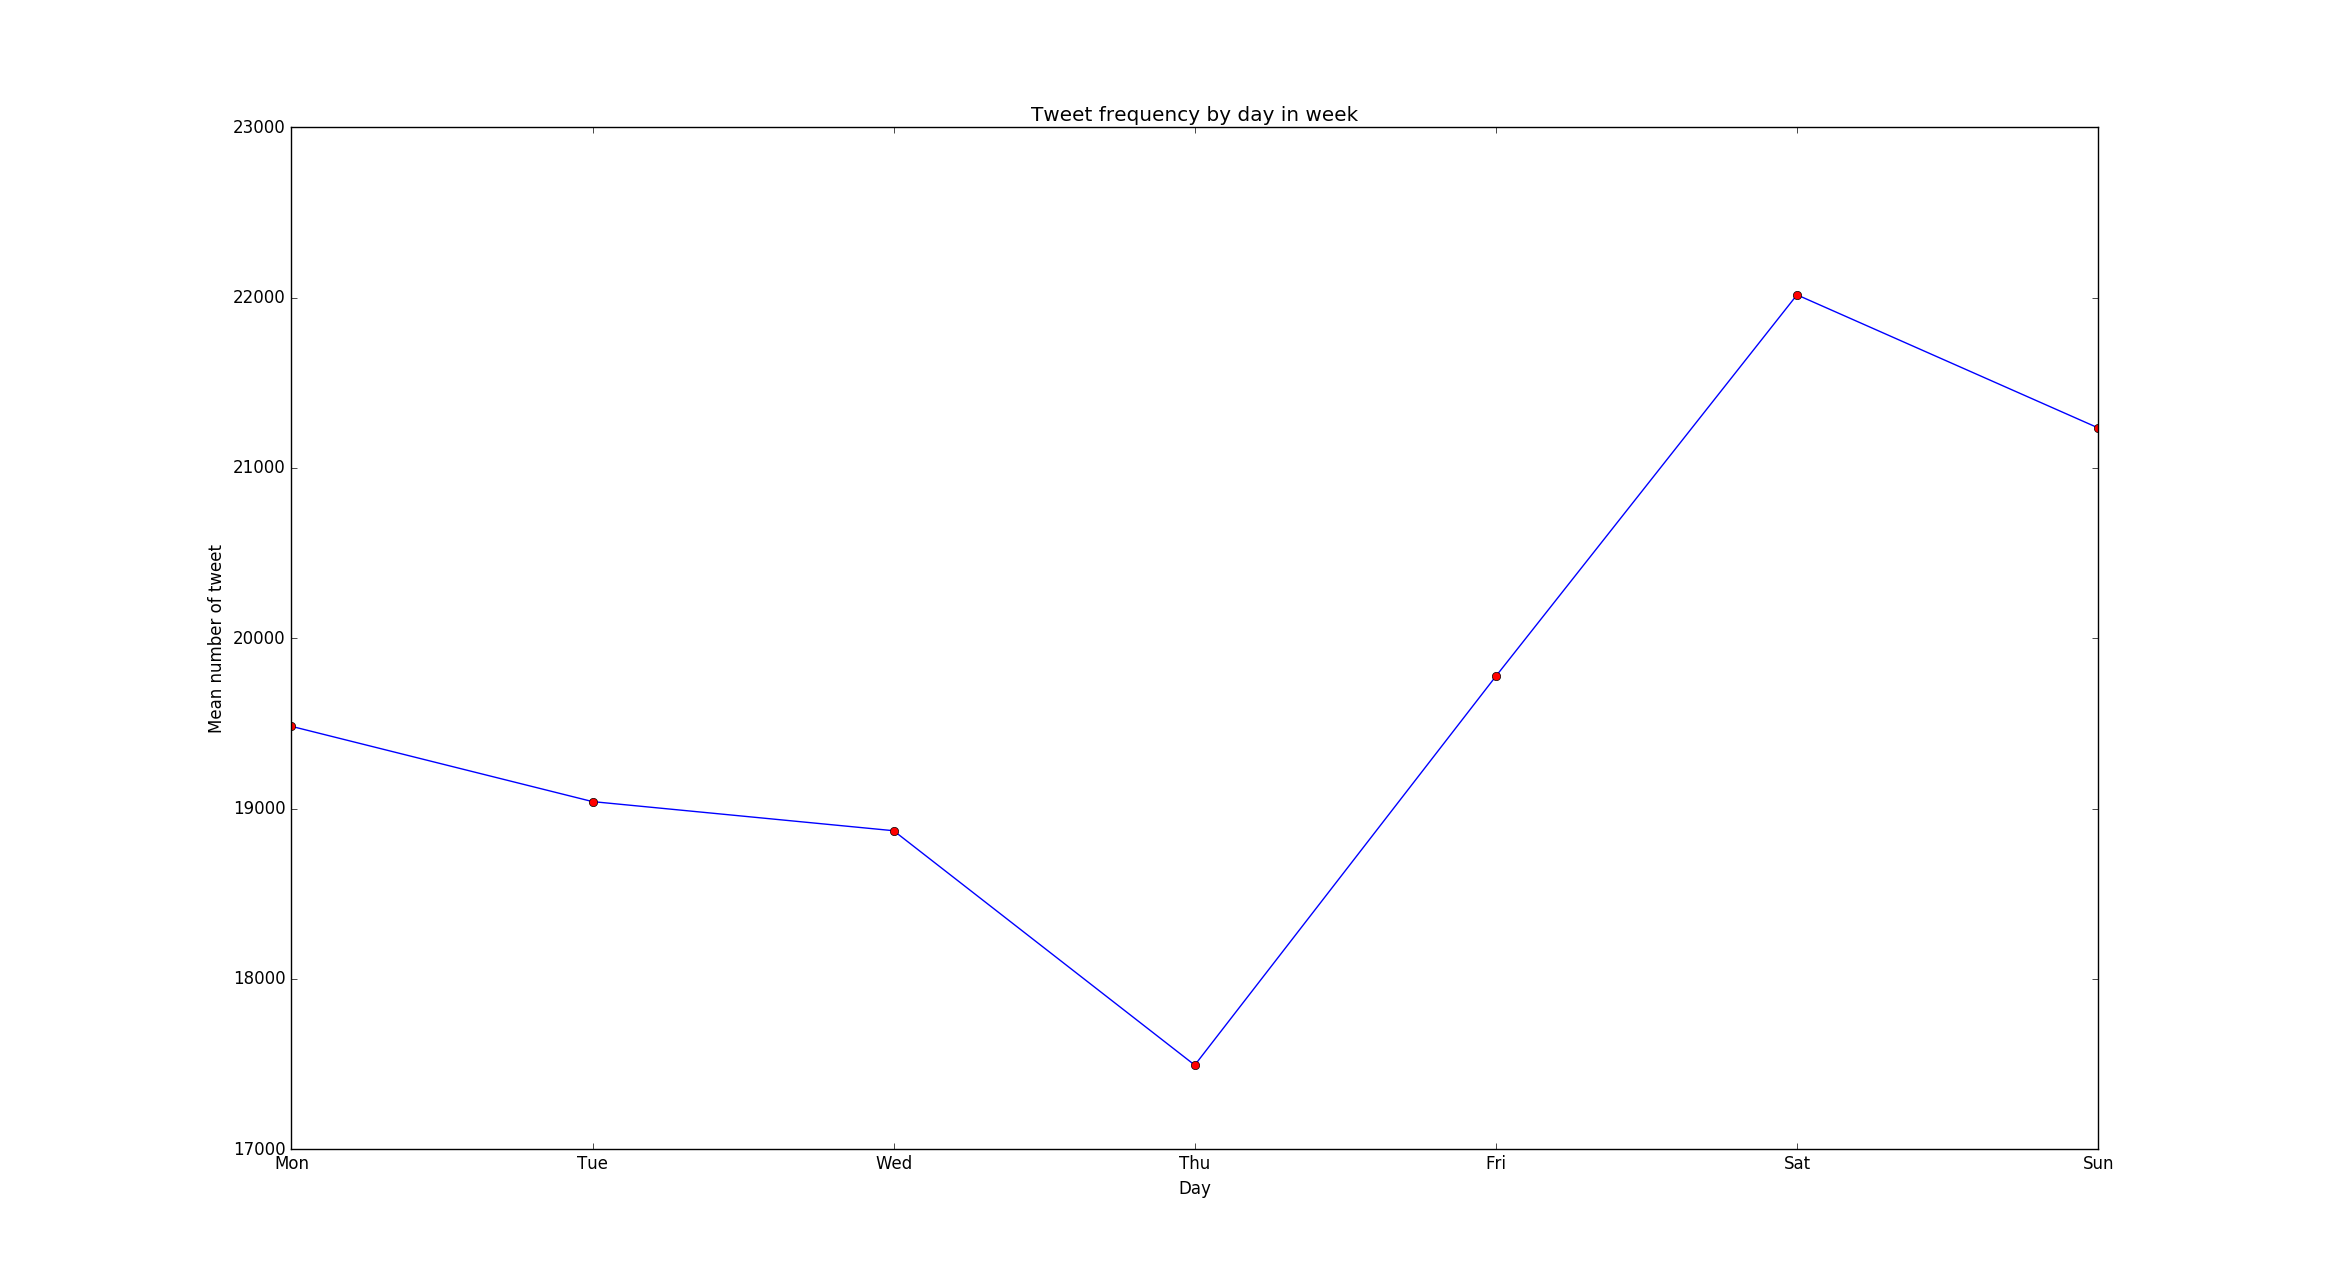 Tweet frequency by day in week
23000
22000
21000
20000
19000
18000
17000
Mean number of tweet
Mon Tue Wed Thu Fri Sat Sun
Day